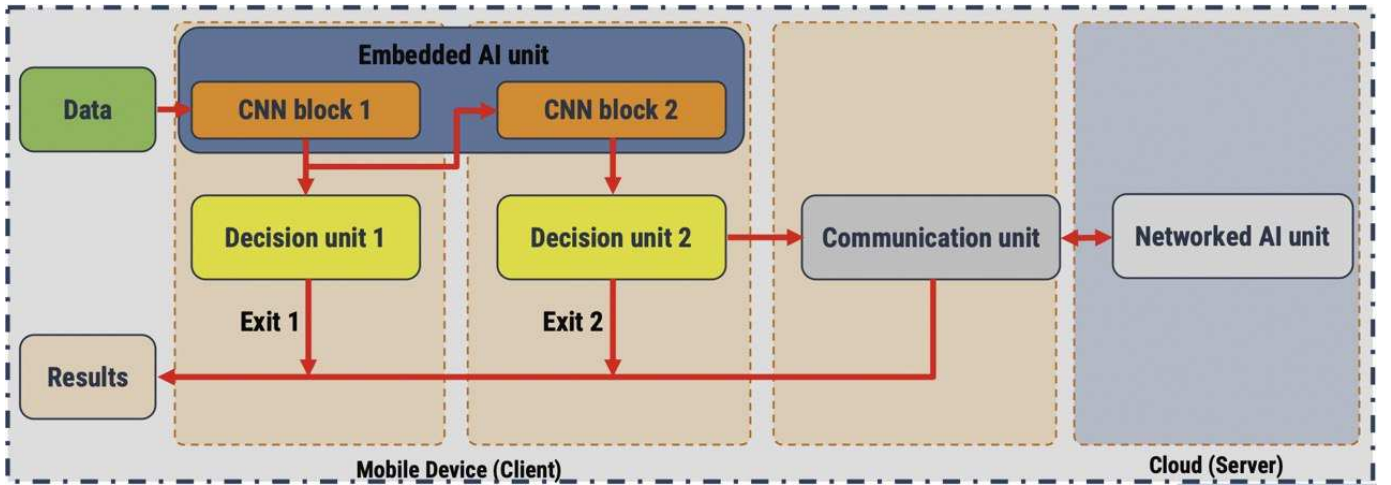 Embedded AI unit
Data
CNN block 1
CNN block 2
Decision unit 1
Decision unit 2
Communication unit
Networked AI unit
Exit 1
Exit 2
Results
Mobile Device (Client)
Cloud (Server)